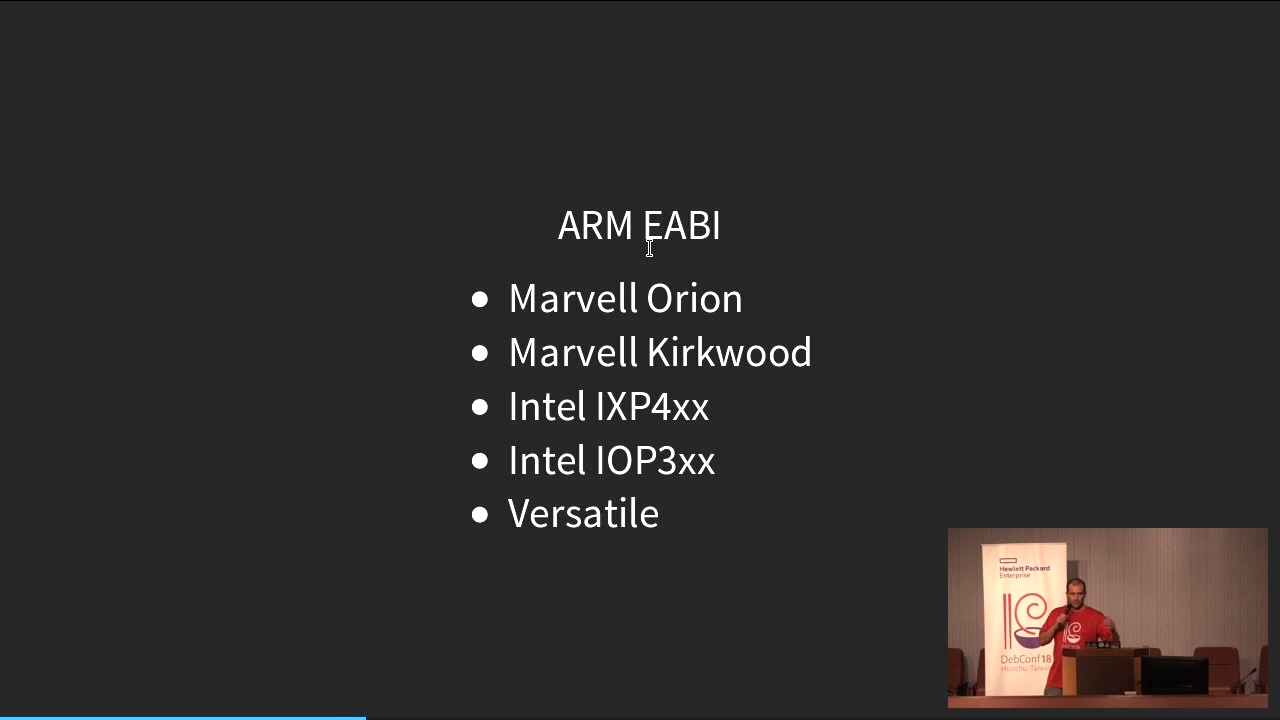 ARM EABI
Marvell Orion
Marvell Kirkwood
Intel IXP4xx
Intel IOP3xx
Versatile
Hewlett Packard
Enterprise
DebConf18
Hsinchu, Taiwan